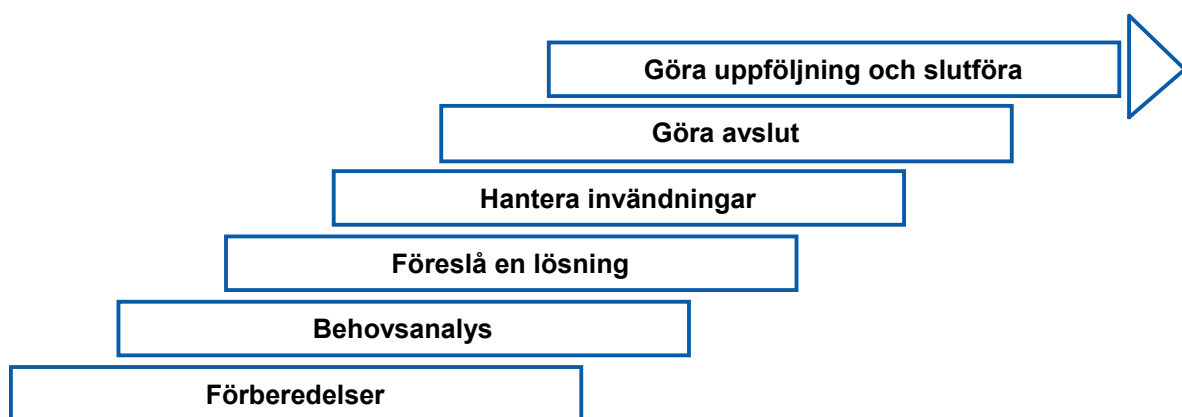 Göra uppföljning och slutföra
Göra avslut
Hantera invändningar
Föreslå en lösning
Behovsanalys
Förberedelser